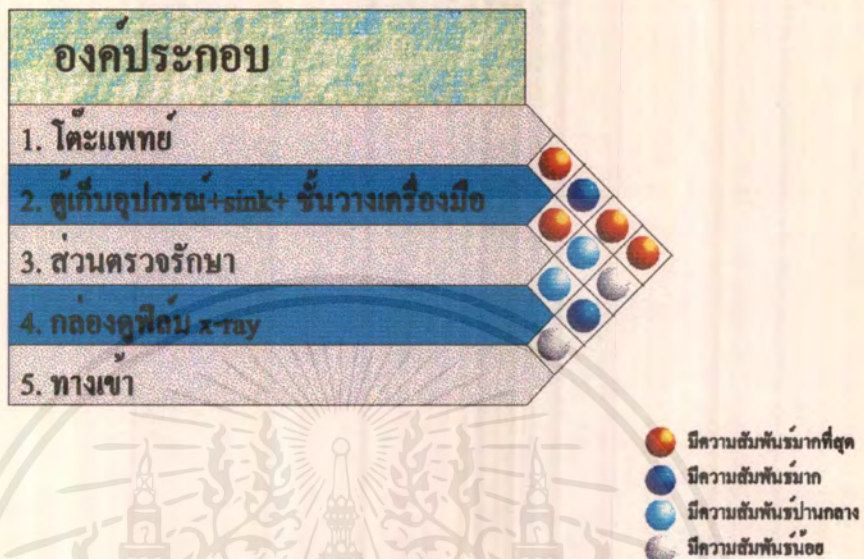 องค์ประกอบ
1. โต๊ะแพทย์
2. ตู้เก็บอุปกรณ์+sink+ ชั้นวางเครื่องมือ
3. ส่วนตรวจรักษา
4. กล่องดูฟิล์ม x-ray
5. ทางเข้า
มีความสัมพันธ์มากที่สุด
มีความสัมพันธ์มาก
มีความสัมพันธ์ปานกลาง
มีความสัมพันธ์น้อย